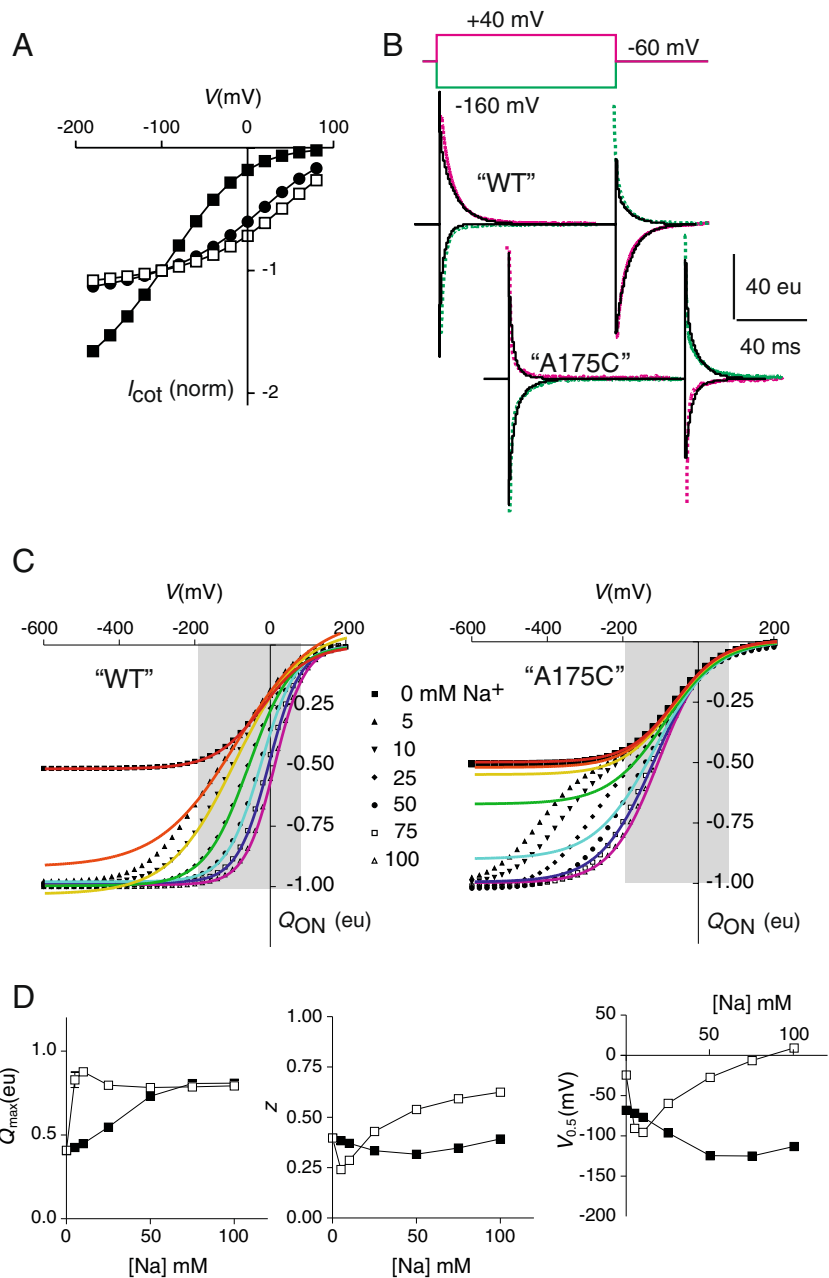 A
V(mV)
-200 -100 0 100
-1
-2
Icot (norm)
B
+40 mV
-60 mV
-160 mV
“WT”
“A175C”
40 eu
40 ms
C
V(mV)
-600 -400 -200 0 200
“WT”
-0.25
-0.50
-0.75
-1.00
QON (eu)
0 mM Na+
5
10
25
50
75
100
V(mV)
-600 -400 -200 0 200
“A175C”
-0.25
-0.50
-0.75
-1.00
QON (eu)
D
Qmax(eu)
1.0
0.5
0.0
0 50 100
[Na] mM
z
1.00
0.75
0.50
0.25
0.00
0 50 100
[Na] mM
[Na] mM
50 100
V0.5(mV)
50
0
-50
-100
-150
-200